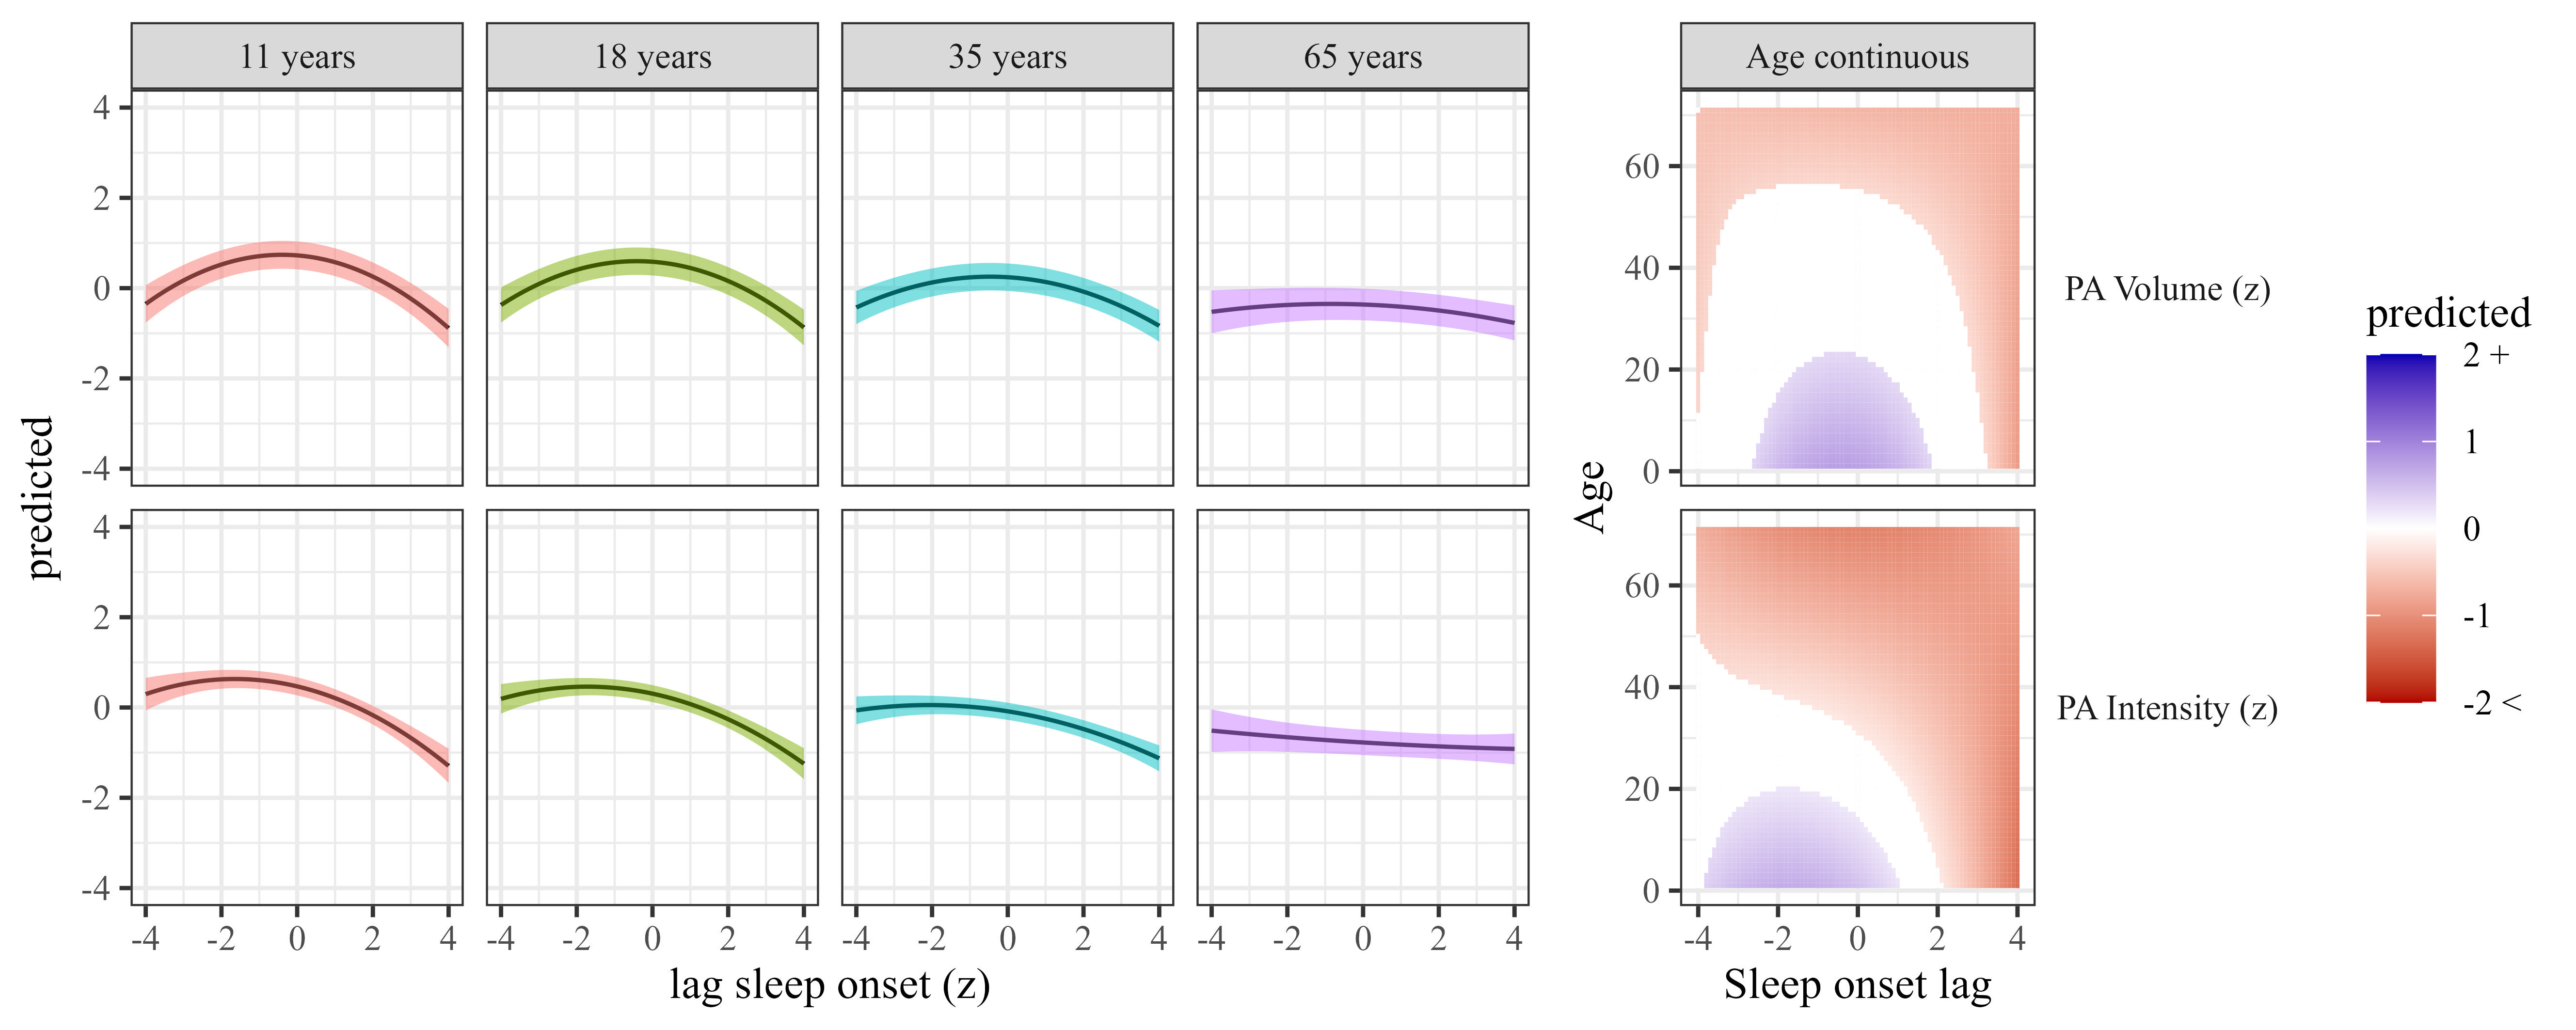 11 years
18 years
35 years
65 years
Age continuous
4
2
0
-2
-4
60
40
20
0
PA Volume (z)
predicted
2 +
1
0
-1
-2 <
predicted
Age
4
2
0
-2
-4
60
40
20
0
PA Intensity (z)
-4 -2 0 2 4
-4 -2 0 2 4
-4 -2 0 2 4
-4 -2 0 2 4
-4 -2 0 2 4
lag sleep onset (z)
Sleep onset lag